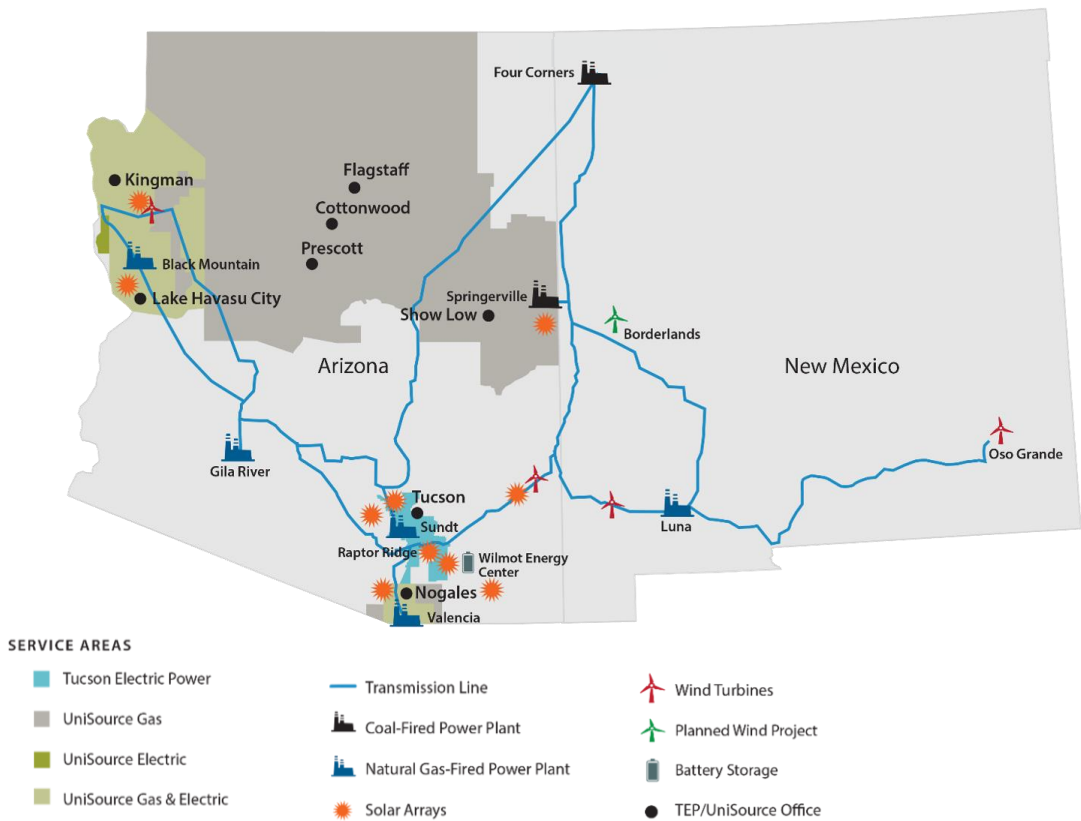 Four Corners
Kingman
Flagstaff
Cottonwood
Prescott
Black Mountain
Lake Havasu City
Springerville
Show Low
Borderlands
Arizona
New Mexico
Oso Grande
Gila River
Tucson
Sundt
Luna
Raptor Ridge
Wilmot Energy
Center
Nogales
Valencia
SERVICE AREAS
Tucson Electric Power
UniSource Gas
UniSource Electric
UniSource Gas & Electric
Transmission Line
Coal-Fired Power Plant
Natural Gas-Fired Power Plant
Solar Arrays
Wind Turbines
Planned Wind Project
Battery Storage
TEP/UniSource Office